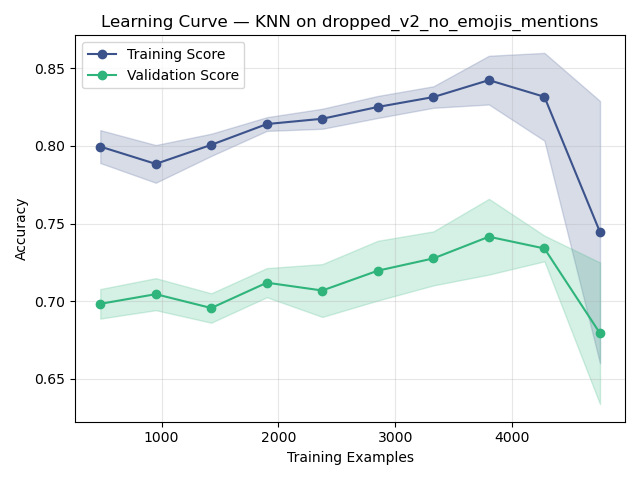 Learning Curve — KNN on dropped_v2_no_emojis_mentions
Training Score
Validation Score
0.85
0.80
0.75
0.70
0.65
Accuracy
1000
2000
3000
4000
Training Examples